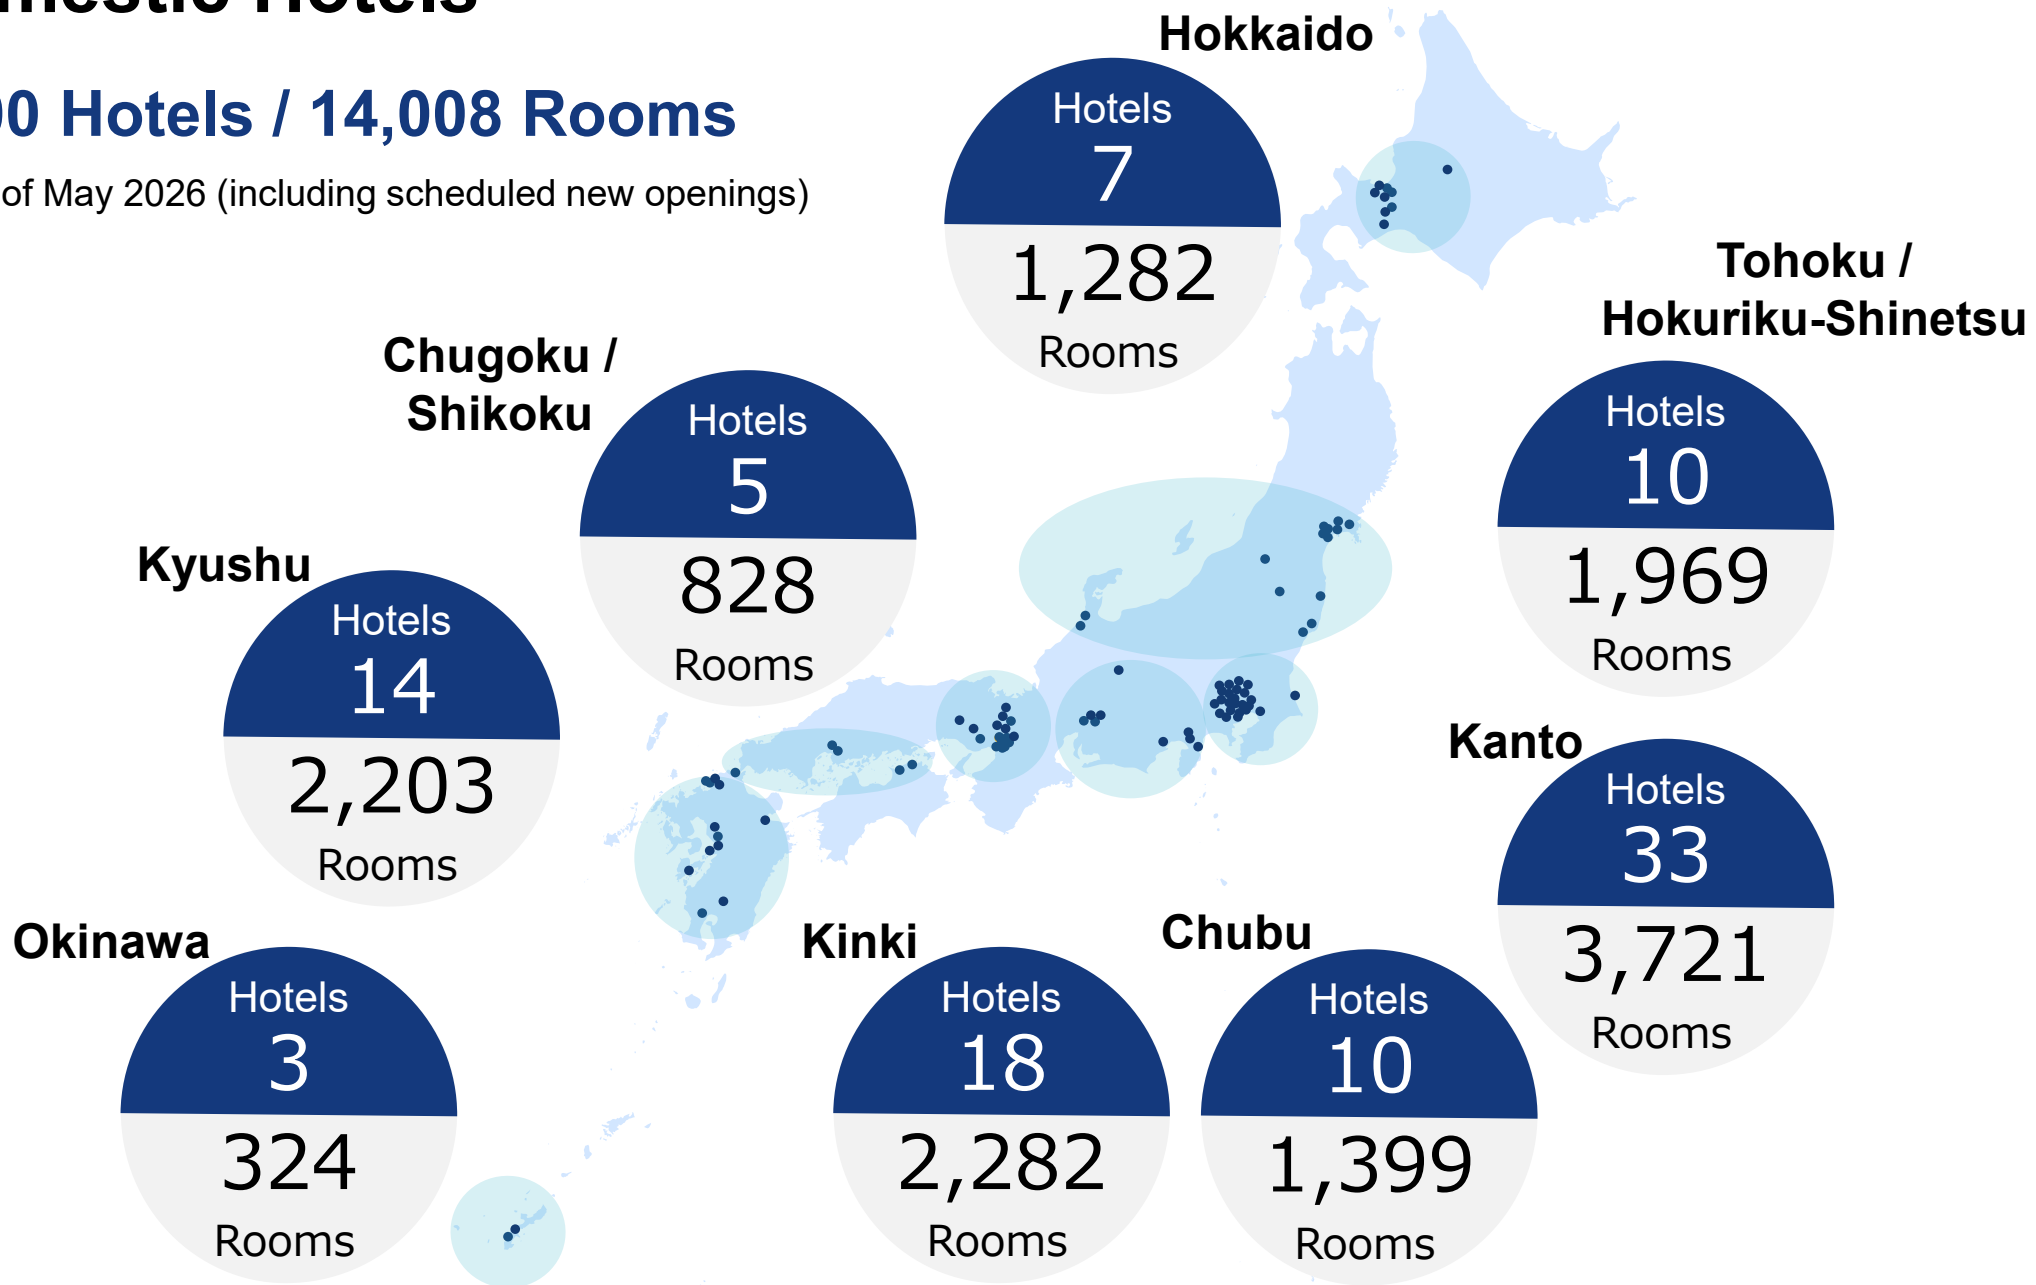 Hotels
Hotels / 14,008 Rooms
of May 2026 (including scheduled new openings)
Hokkaido
Hotels
7
1,282
Rooms
Tohoku /
Hokuriku-Shinetsu
Hotels
10
1,969
Rooms
Chugoku /
Shikoku
Hotels
5
828
Rooms
Kyushu
Hotels
14
2,203
Rooms
Kanto
Hotels
33
3,721
Rooms
Okinawa
Hotels
3
324
Rooms
Kinki
Hotels
18
2,282
Rooms
Chubu
Hotels
10
1,399
Rooms